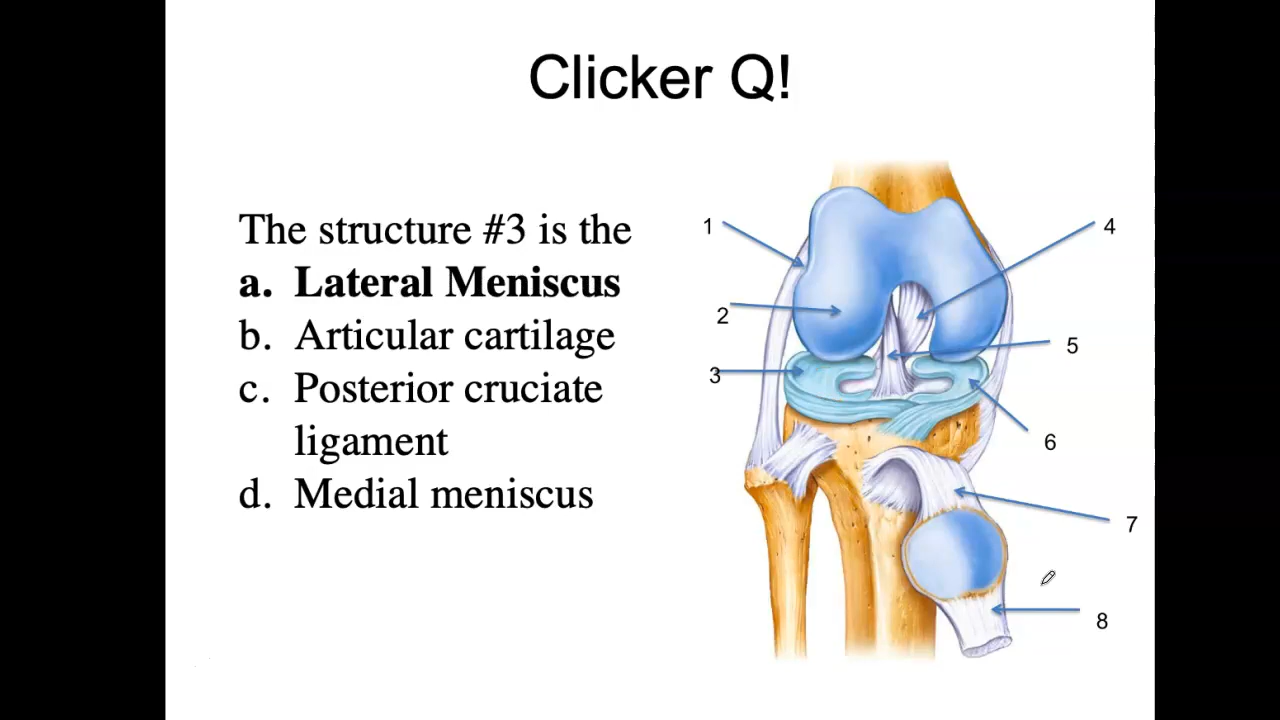 Clicker Q!
The structure #3 is the
a. Lateral Meniscus
b. Articular cartilage
c. Posterior cruciate
ligament
d. Medial meniscus
1
2
3
4
5
6
7
8